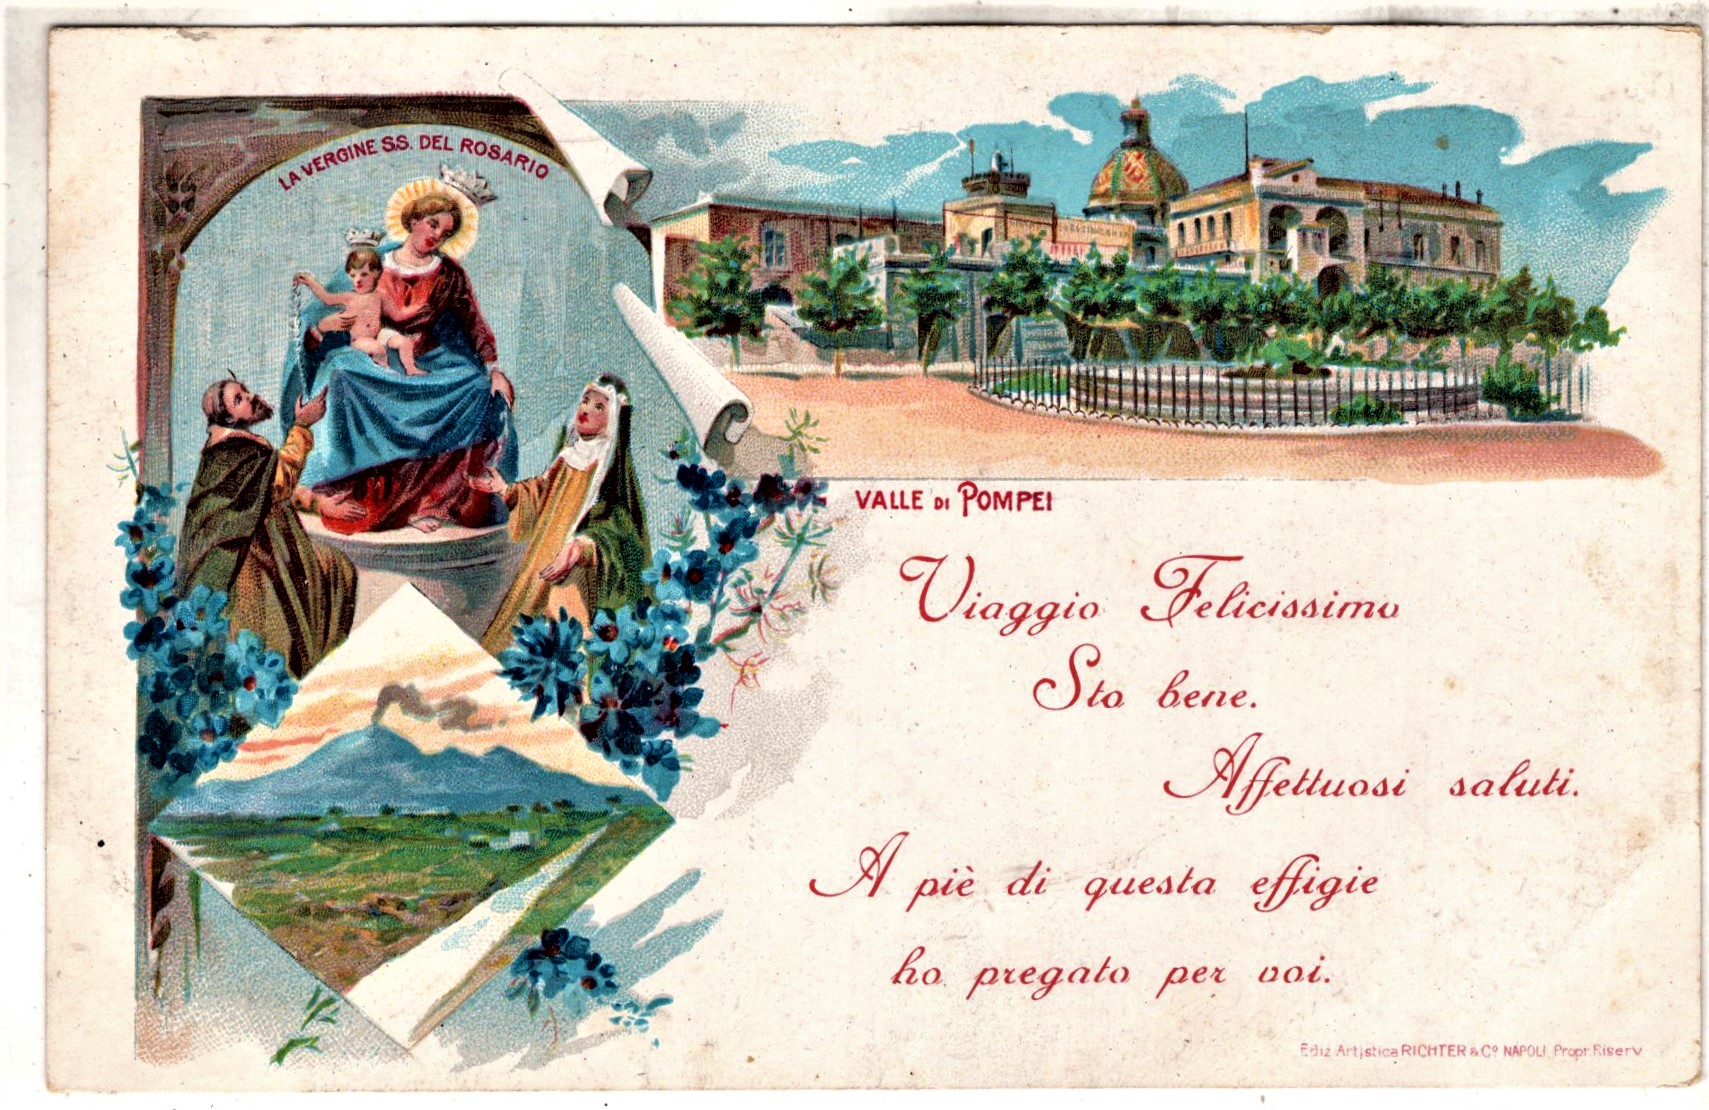 LA VERGINE S.S. DEL ROSARIO
VALLE DI POMPEI
Viaggio Felicissimo
Sto bene.
Affettuosi saluti.
A piè di questa effigie
ho pregato per voi.
Ediz. Artistica RICHTER & Cº NAPOLI Propr. Riserv